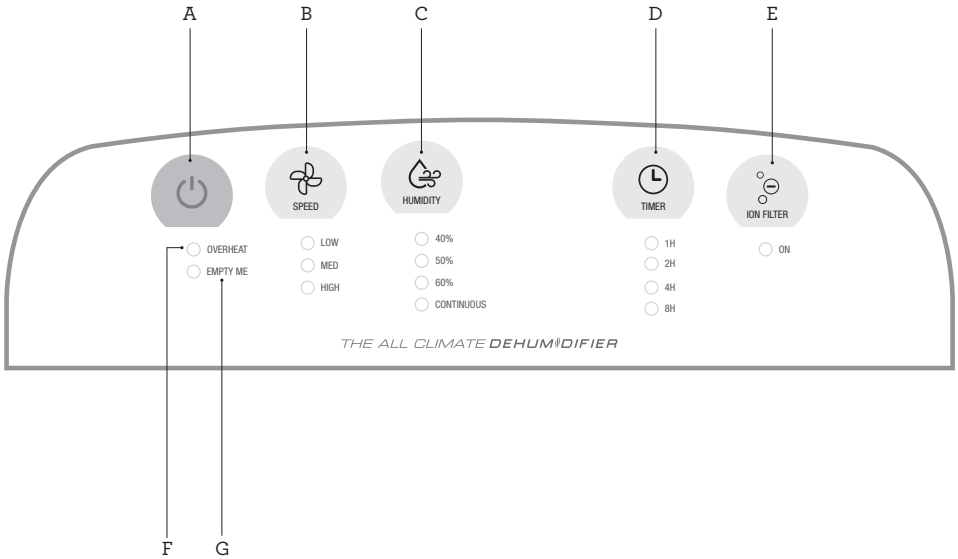 A B C D E
SPEED HUMIDITY TIMER ION FILTER
OVERHEAT LOW 40% 1H ON
EMPTY ME MED 50% 2H
HIGH 60% 4H
CONTINUOUS 8H
THE ALL CLIMATE DEHUMIDIFIER
F G